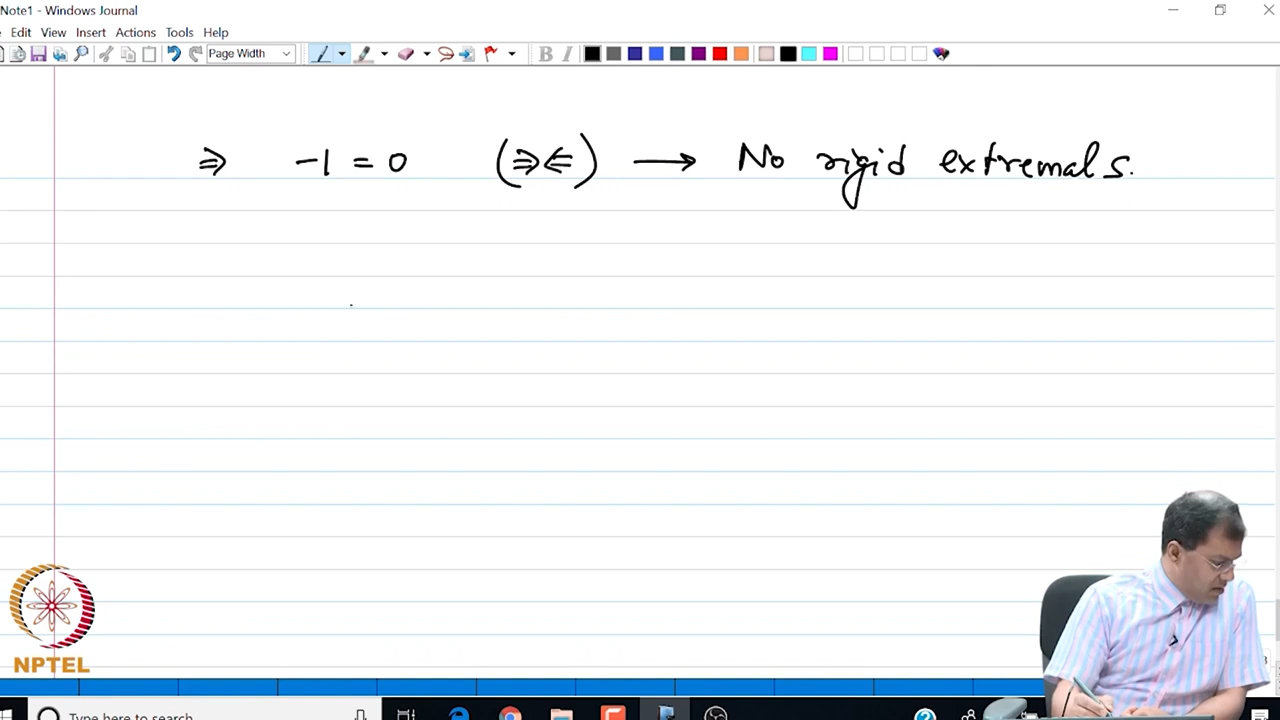 Note1 - Windows Journal
Edit View Insert Actions Tools Help
Page Width B I
⇒ -1 = 0 (⇒⇐) → No rigid extremals.
NPTEL
Type here to search